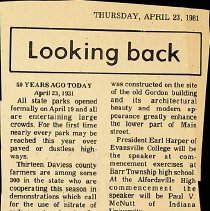 THURSDAY, APRIL 23, 1981
Looking back
50 YEARS AGO TODAY
April 23, 1931
All state parks opened
formally on April 19 and all
are entertaining large
crowds. For the first time
nearly every park may be
reached this year over
paved or dustless high-
ways.
Thirteen Daviess county
farmers are among some
300 in the state who are
cooperating this season in
demonstrations which call
for the use of nitrate of
was constructed on the site
of the old Gordon building
and its architectural
beauty and modern ap-
pearance greatly enhance
the lower part of Main
street.
President Earl Harper of
Evansville College will be
the speaker at com-
mencement exercises at
Barr Township high school.
At the Alfordsville High
commencement the
speaker will be Paul V.
McNutt of Indiana